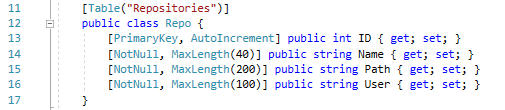 11 [Table("Repositories")]
12 public class Repo {
13 [PrimaryKey, AutoIncrement] public int ID { get; set; }
14 [NotNull, MaxLength(40)] public string Name { get; set; }
15 [NotNull, MaxLength(200)] public string Path { get; set; }
16 [NotNull, MaxLength(100)] public string User { get; set; }
17 }